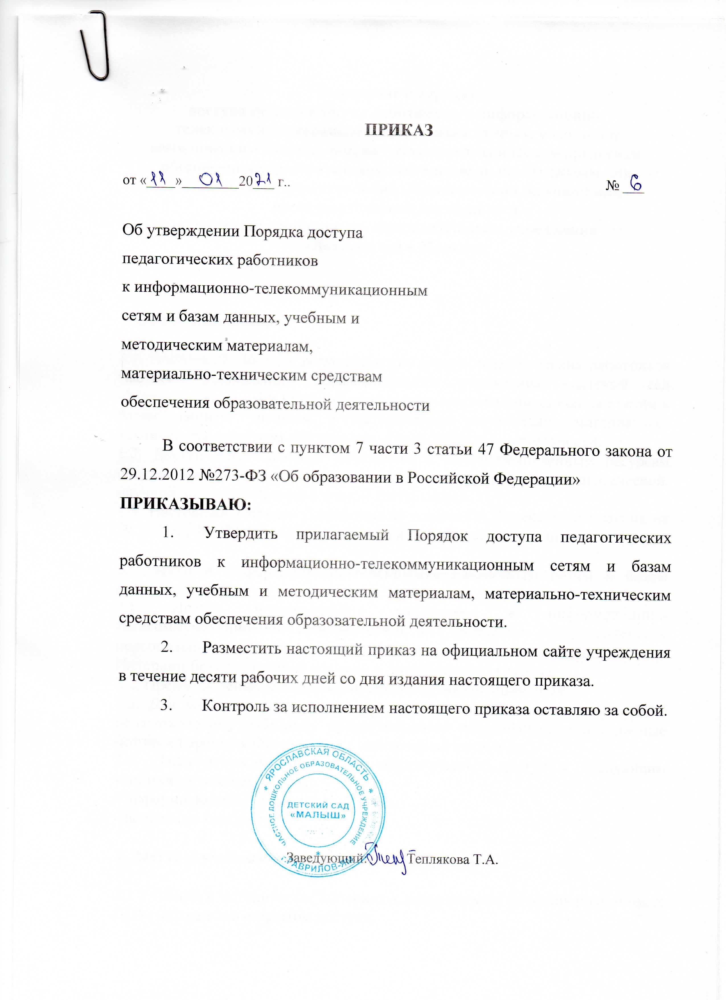 ПРИКАЗ
от «11» 01 2021 г..
№ 6
Об утверждении Порядка доступа
педагогических работников
к информационно-телекоммуникационным
сетям и базам данных, учебным и
методическим материалам,
материально-техническим средствам
обеспечения образовательной деятельности
В соответствии с пунктом 7 части 3 статьи 47 Федерального закона от
29.12.2012 №273-ФЗ «Об образовании в Российской Федерации»
ПРИКАЗЫВАЮ:
1. Утвердить прилагаемый Порядок доступа педагогических
работников к информационно-телекоммуникационным сетям и базам
данных, учебным и методическим материалам, материально-техническим
средствам обеспечения образовательной деятельности.
2. Разместить настоящий приказ на официальном сайте учреждения
в течение десяти рабочих дней со дня издания настоящего приказа.
3. Контроль за исполнением настоящего приказа оставляю за собой.
* ЯРОСЛАВСКАЯ ОБЛАСТЬ *
ЧАСТНОЕ ДОШКОЛЬНОЕ ОБРАЗОВАТЕЛЬНОЕ УЧРЕЖДЕНИЕ
ДЕТСКИЙ САД
«МАЛЫШ»
*
г. ГАВРИЛОВ-ЯМ
Заведующий: Теплякова Т.А.